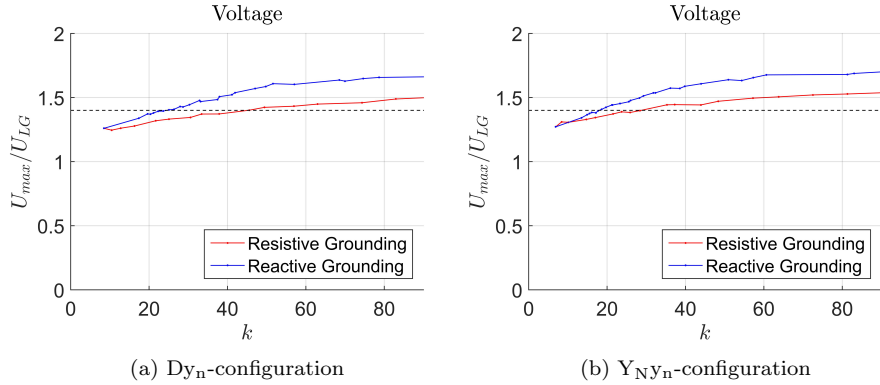 Voltage
2
1.5
1
0.5
0
U_max/U_LG
0 20 40 60 80
k
Resistive Grounding
Reactive Grounding
(a) Dy_n-configuration
Voltage
2
1.5
1
0.5
0
U_max/U_LG
0 20 40 60 80
k
Resistive Grounding
Reactive Grounding
(b) Y_Ny_n-configuration